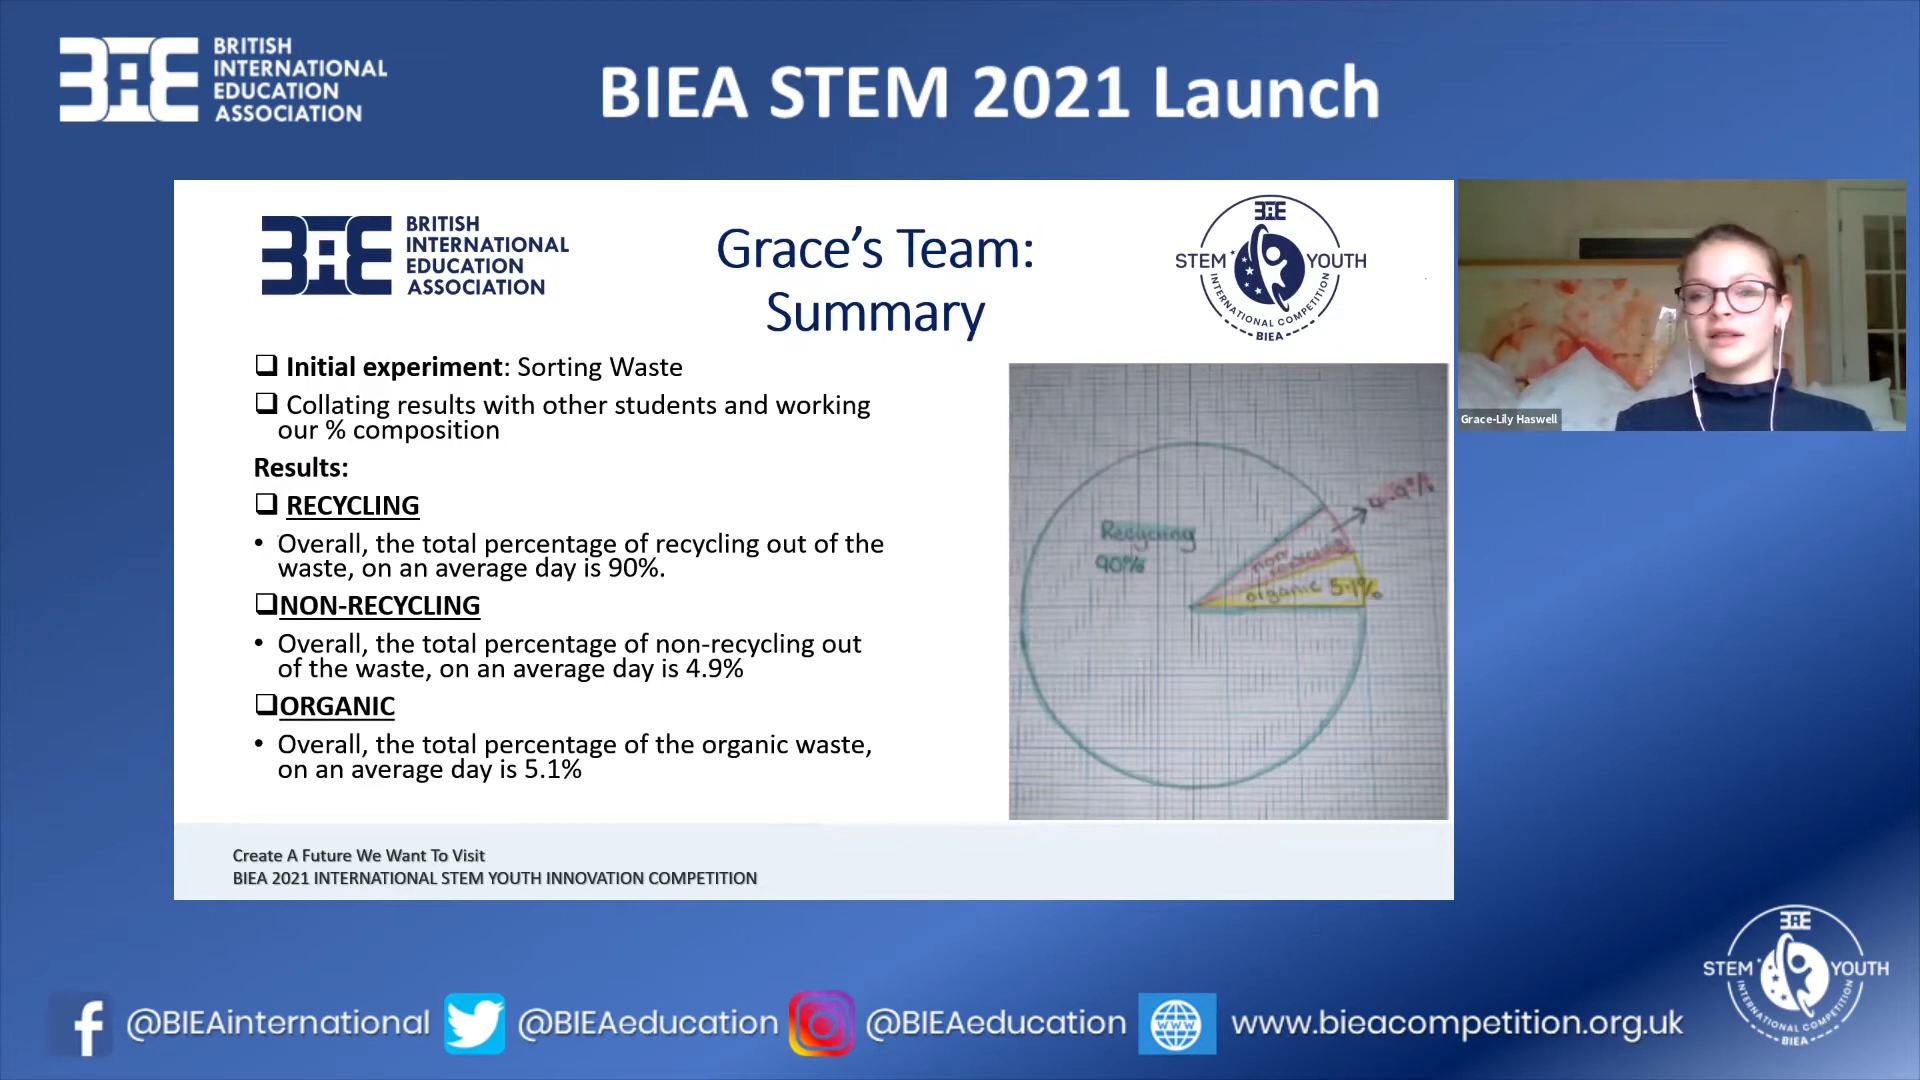 BRITISH
INTERNATIONAL
EDUCATION
ASSOCIATION
BIEA STEM 2021 Launch
BRITISH
INTERNATIONAL
EDUCATION
ASSOCIATION
Grace's Team:
Summary
STEM YOUTH
INTERNATIONAL COMPETITION
BIEA
Grace-Lily Haswell
❑ Initial experiment: Sorting Waste
❑ Collating results with other students and working
our % composition
Results:
❑ RECYCLING
• Overall, the total percentage of recycling out of the
waste, on an average day is 90%.
❑NON-RECYCLING
• Overall, the total percentage of non-recycling out
of the waste, on an average day is 4.9%
❑ORGANIC
• Overall, the total percentage of the organic waste,
on an average day is 5.1%
4.9%
Recycling
90%
non
recycling
organic 5.1%
Create A Future We Want To Visit
BIEA 2021 INTERNATIONAL STEM YOUTH INNOVATION COMPETITION
STEM YOUTH
INTERNATIONAL COMPETITION
BIEA
@BIEAinternational
@BIEAeducation
@BIEAeducation
www
www.bieacompetition.org.uk